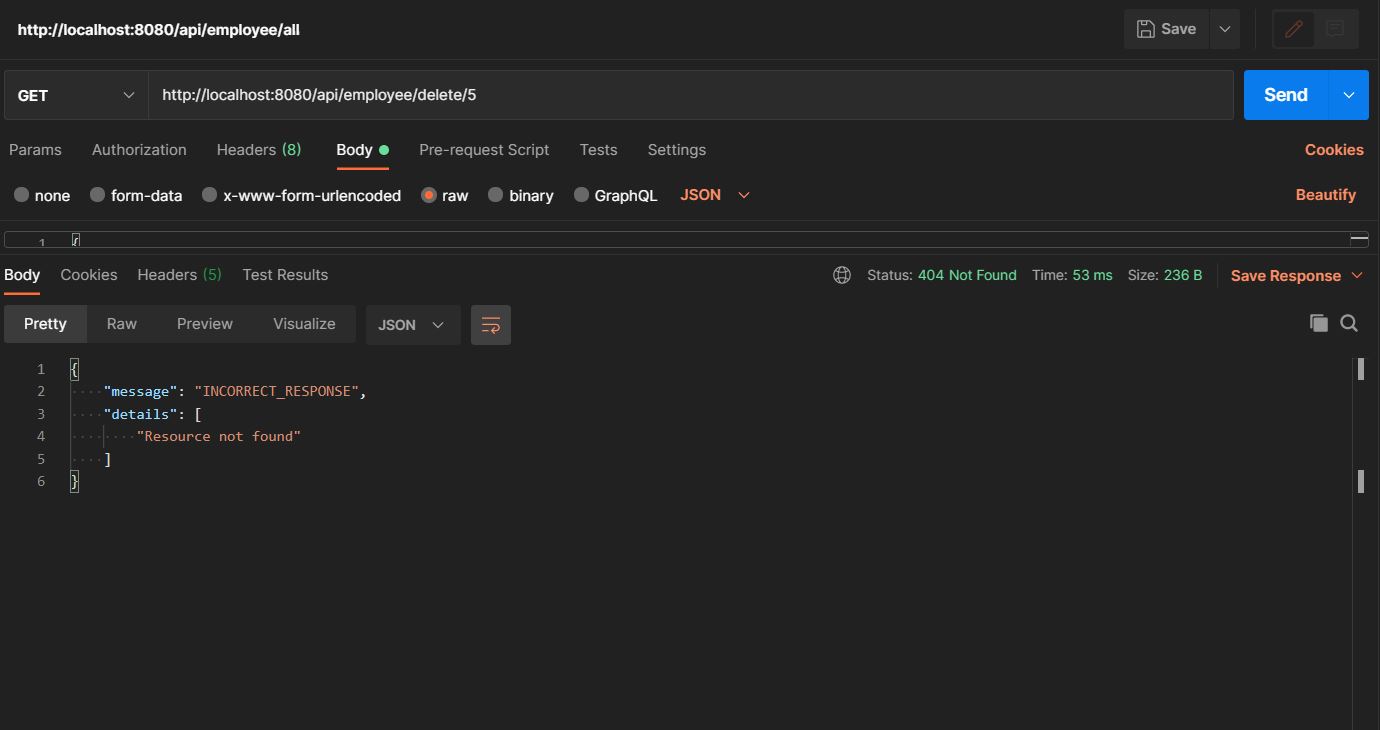 http://localhost:8080/api/employee/all Save
GET http://localhost:8080/api/employee/delete/5 Send
Params Authorization Headers (8) Body Pre-request Script Tests Settings Cookies
none form-data x-www-form-urlencoded raw binary GraphQL JSON Beautify
1 {
Body Cookies Headers (5) Test Results Status: 404 Not Found Time: 53 ms Size: 236 B Save Response
Pretty Raw Preview Visualize JSON
1 {
2 "message": "INCORRECT_RESPONSE",
3 "details": [
4 "Resource not found"
5 ]
6 }